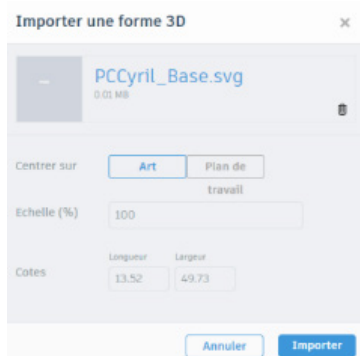 Importer une forme 3D ×
PCCyril_Base.svg
0.01 MB
Centrer sur Art Plan de
travail
Echelle (%) 100
Longueur Largeur
Cotes 13.52 49.73
Annuler Importer